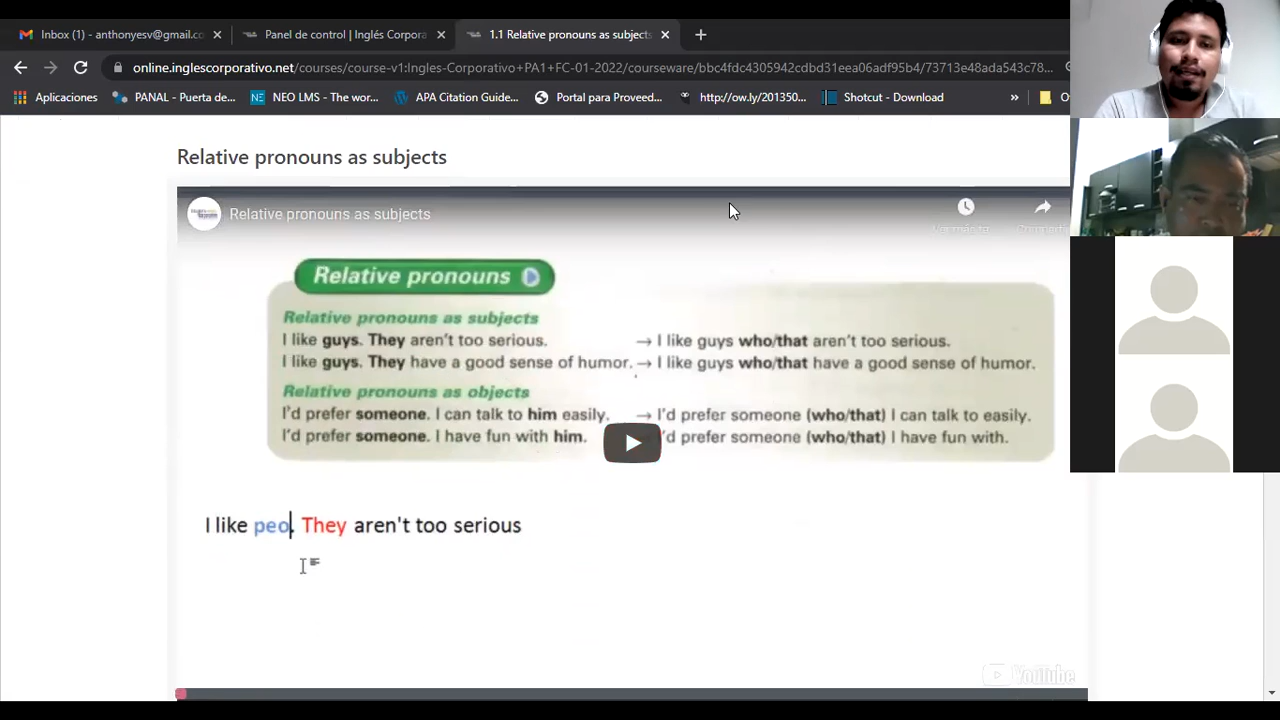 Inbox (1) - anthonyesv@gmail.co
Panel de control | Inglés Corpora
1.1 Relative pronouns as subjects
online.inglescorporativo.net/courses/course-v1:Ingles-Corporativo+PA1+FC-01-2022/courseware/bbc4fdc4305942cdbd31eea06adf95b4/73713e48ada543c78...
Aplicaciones
PANAL - Puerta de...
NEO LMS - The wor...
APA Citation Guide...
Portal para Proveed...
http://ow.ly/201350...
Shotcut - Download
»
Relative pronouns as subjects
Relative pronouns as subjects
Relative pronouns
Relative pronouns as subjects
I like guys. They aren't too serious. → I like guys who/that aren't too serious.
I like guys. They have a good sense of humor. → I like guys who/that have a good sense of humor.
Relative pronouns as objects
I'd prefer someone. I can talk to him easily. → I'd prefer someone (who/that) I can talk to easily.
I'd prefer someone. I have fun with him. 'd prefer someone (who/that) I have fun with.
I like peo. They aren't too serious
YouTube